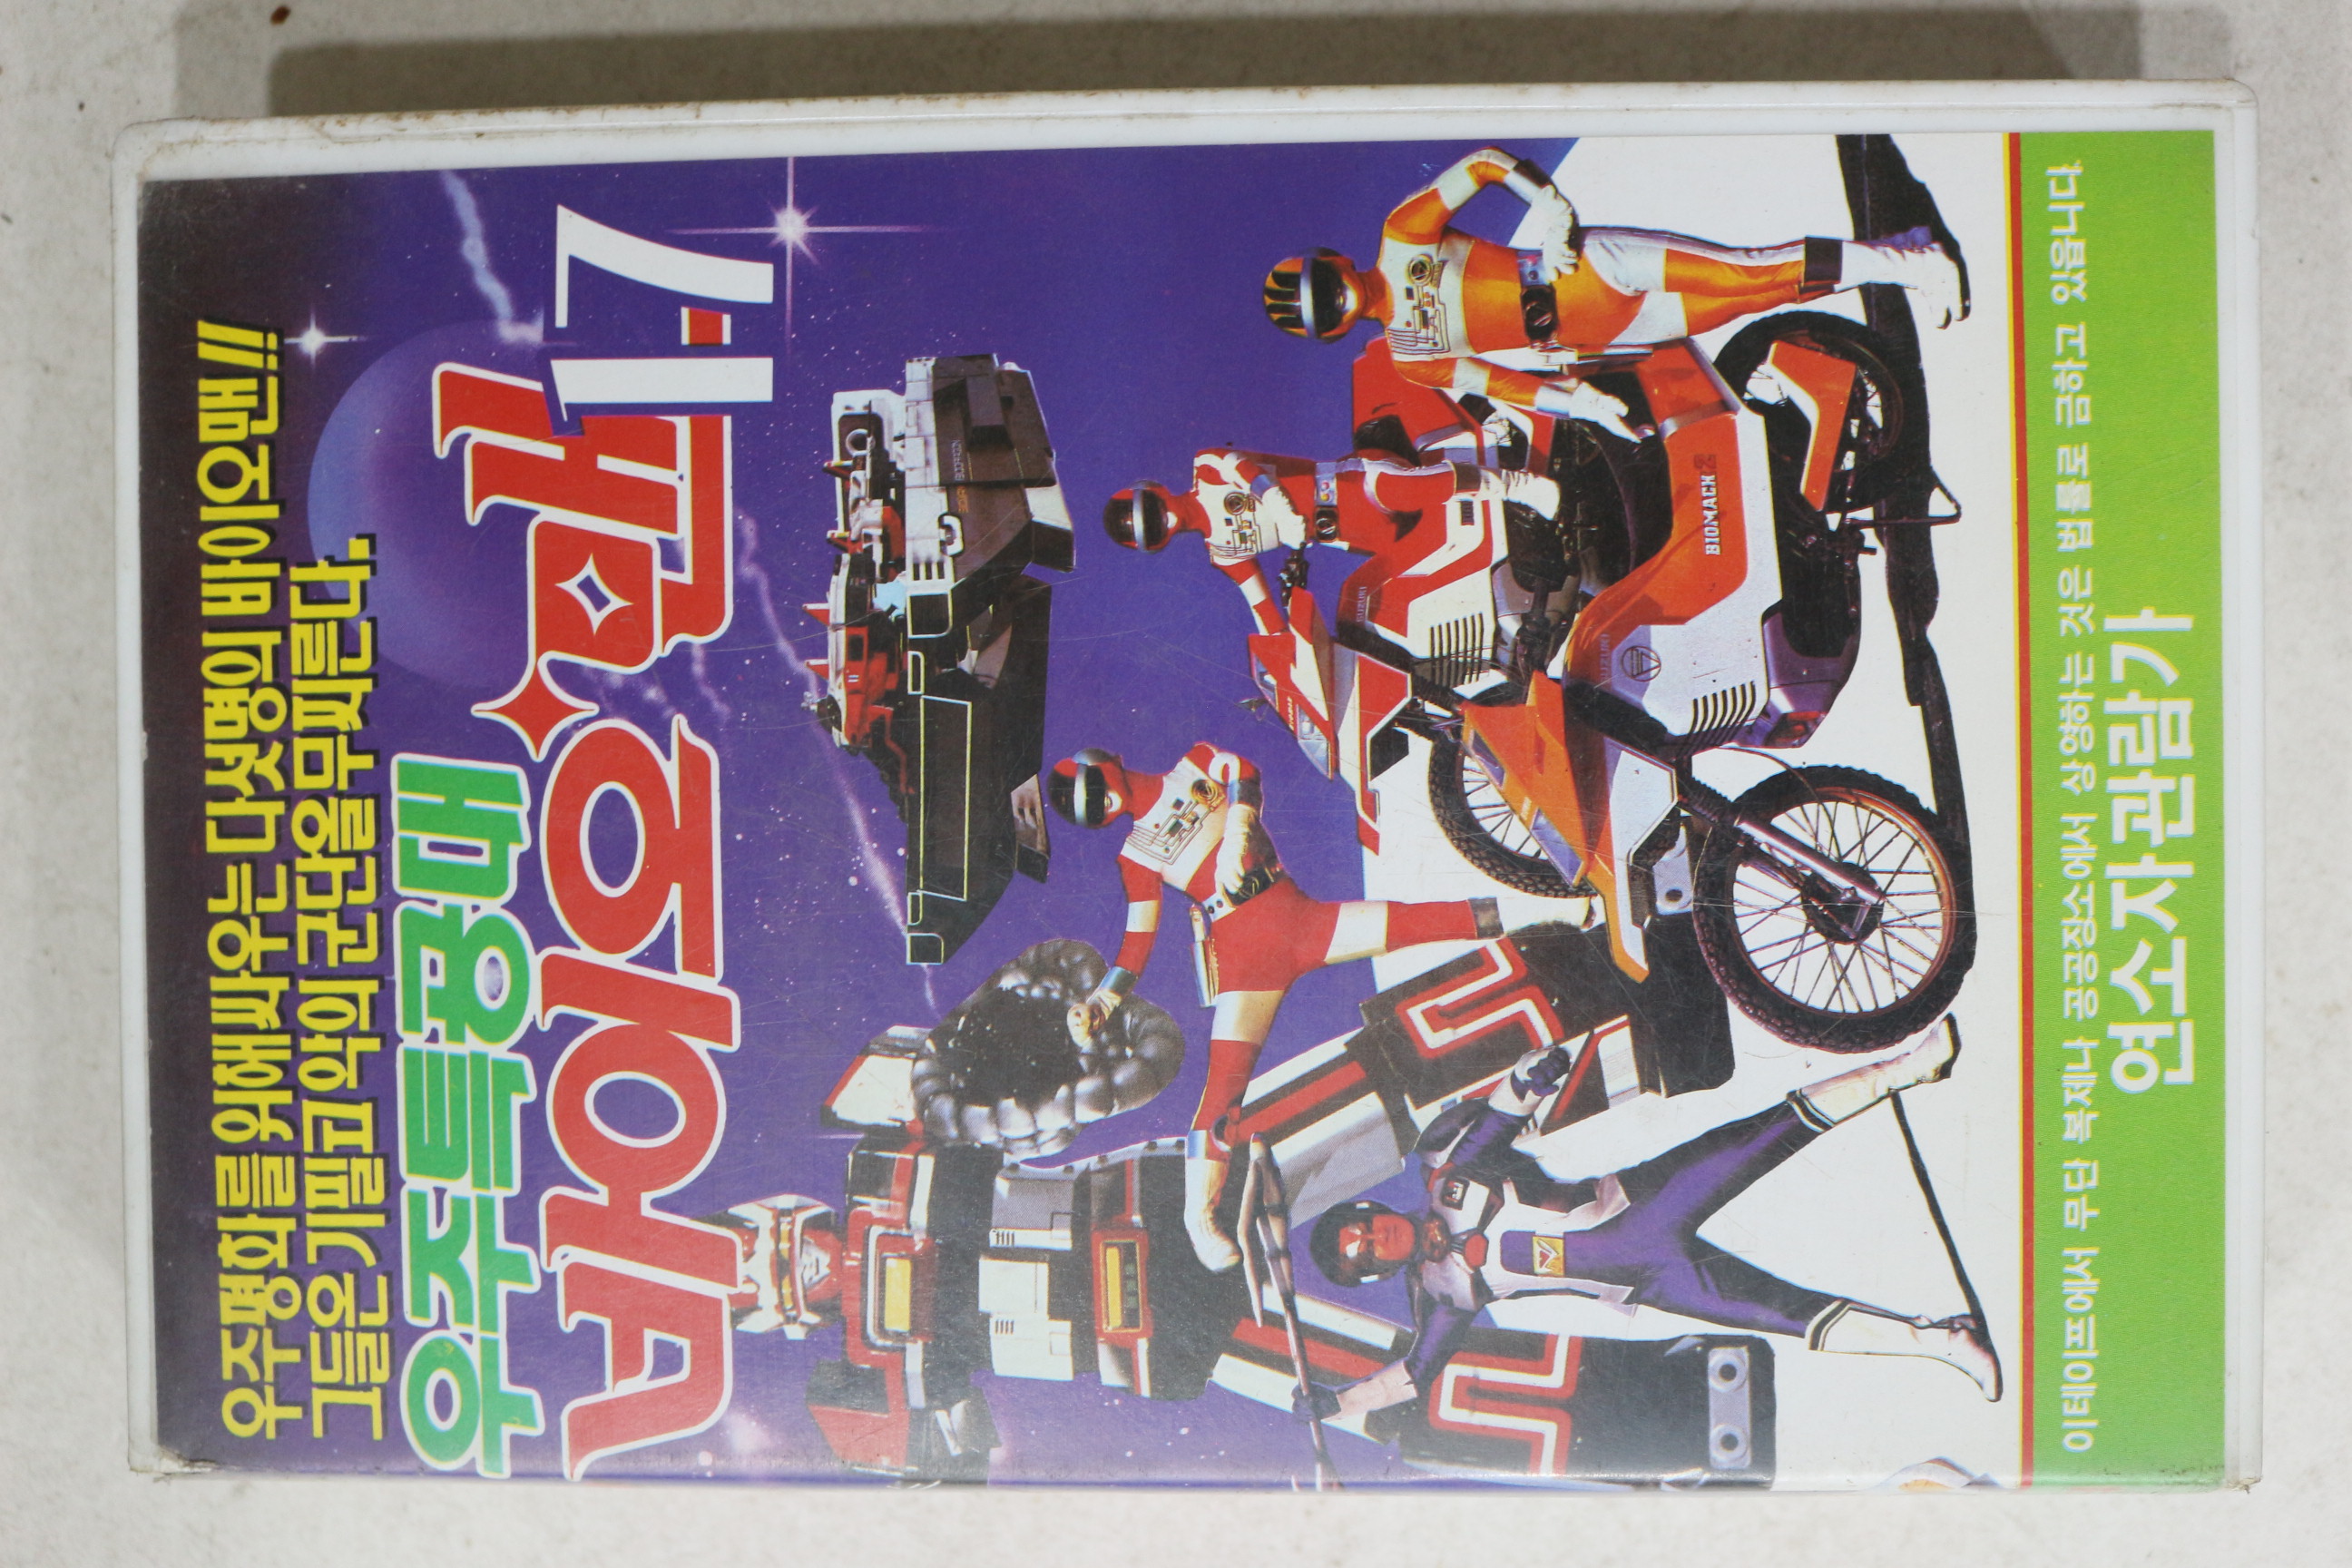 우주평화를 위해 싸우는 다섯명의 바이오맨!!
그들은 기필고 악의 군단을 무찌른다.
우주특공대
바이오맨
1·7
BIOMACH 2
SUZUKI
이 테이프에서 무단 복제나 공공장소에서 상영하는 것은 법률로 금하고 있읍니다
연소자관람가